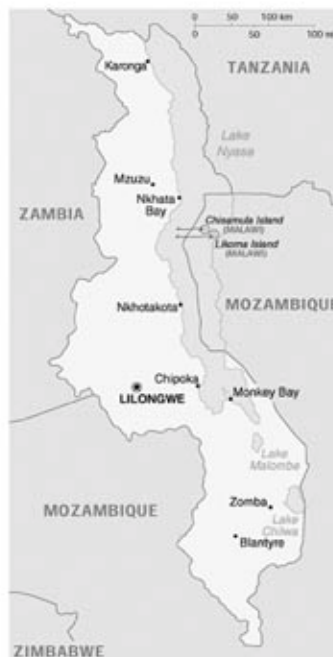 0 50 100 km
0 50 100 mi
Karonga
TANZANIA
Lake
Nyasa
Mzuzu
Nkhata
Bay
ZAMBIA
Chisamula Island
(MALAWI)
Likoma Island
(MALAWI)
MOZAMBIQUE
Nkhotakota
Chipoka
LILONGWE
Monkey Bay
Lake
Malombe
MOZAMBIQUE
Zomba
Lake
Chilwa
Blantyre
ZIMBABWE